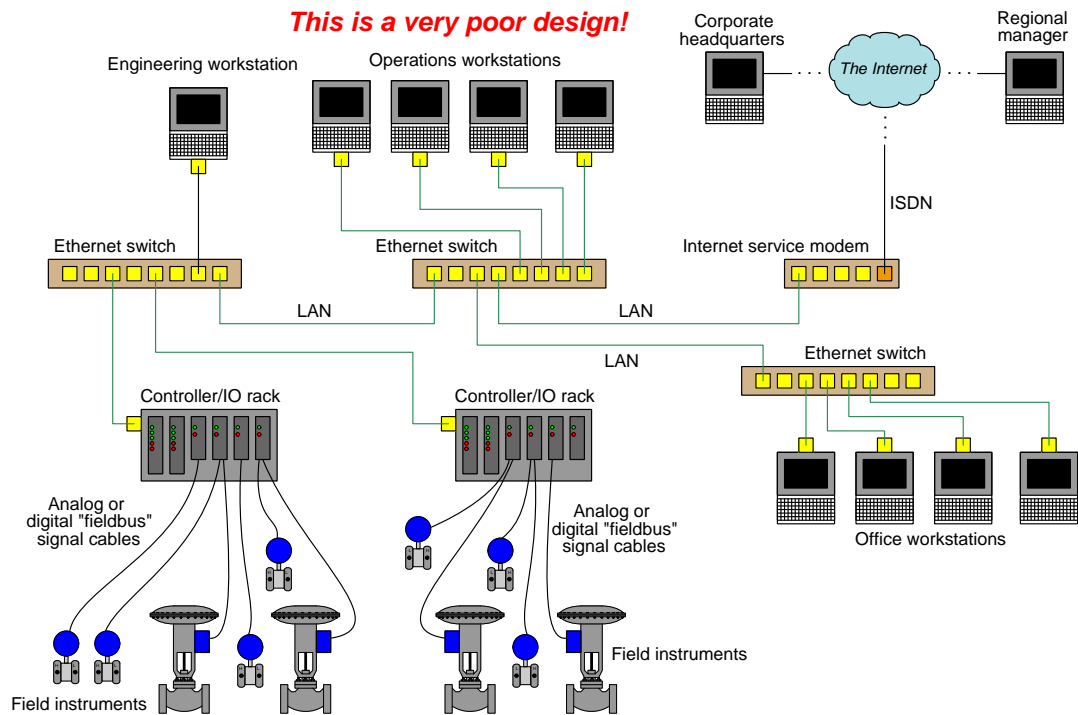 This is a very poor design!
Corporate
headquarters
Regional
manager
Engineering workstation
Operations workstations
The Internet
ISDN
Ethernet switch
Ethernet switch
Internet service modem
LAN
LAN
LAN
Ethernet switch
Controller/IO rack
Controller/IO rack
Analog or
digital "fieldbus"
signal cables
Analog or
digital "fieldbus"
signal cables
Office workstations
Field instruments
Field instruments